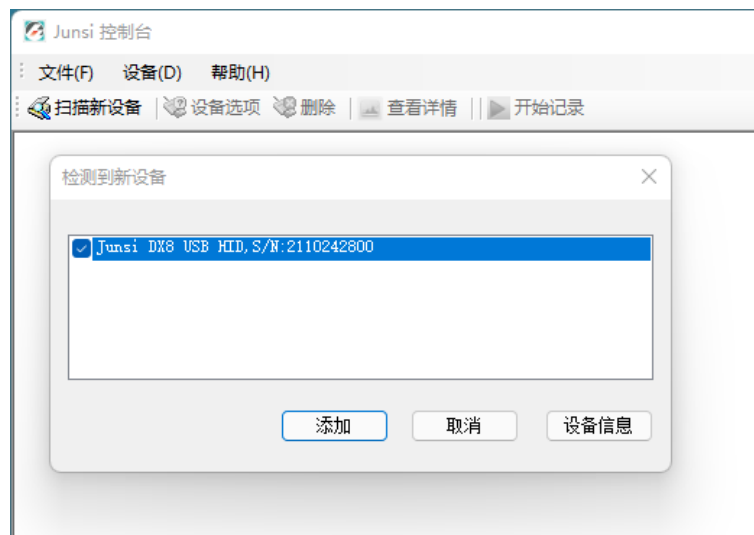 Junsi 控制台
文件(F) 设备(D) 帮助(H)
扫描新设备 设备选项 删除 查看详情 开始记录
检测到新设备
Junsi DX8 USB HID,S/N:2110242800
添加 取消 设备信息